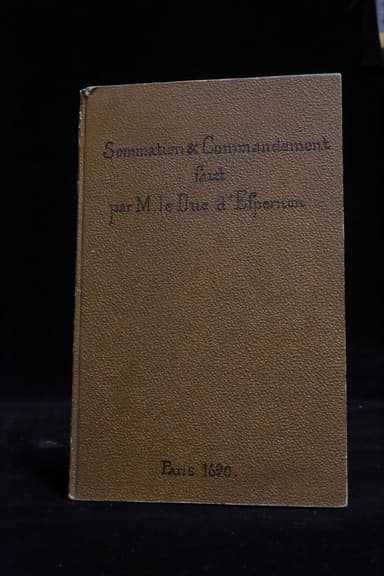 Sommation & Commandement
faict
par M. le Duc d'Espernon
Paris 1620.